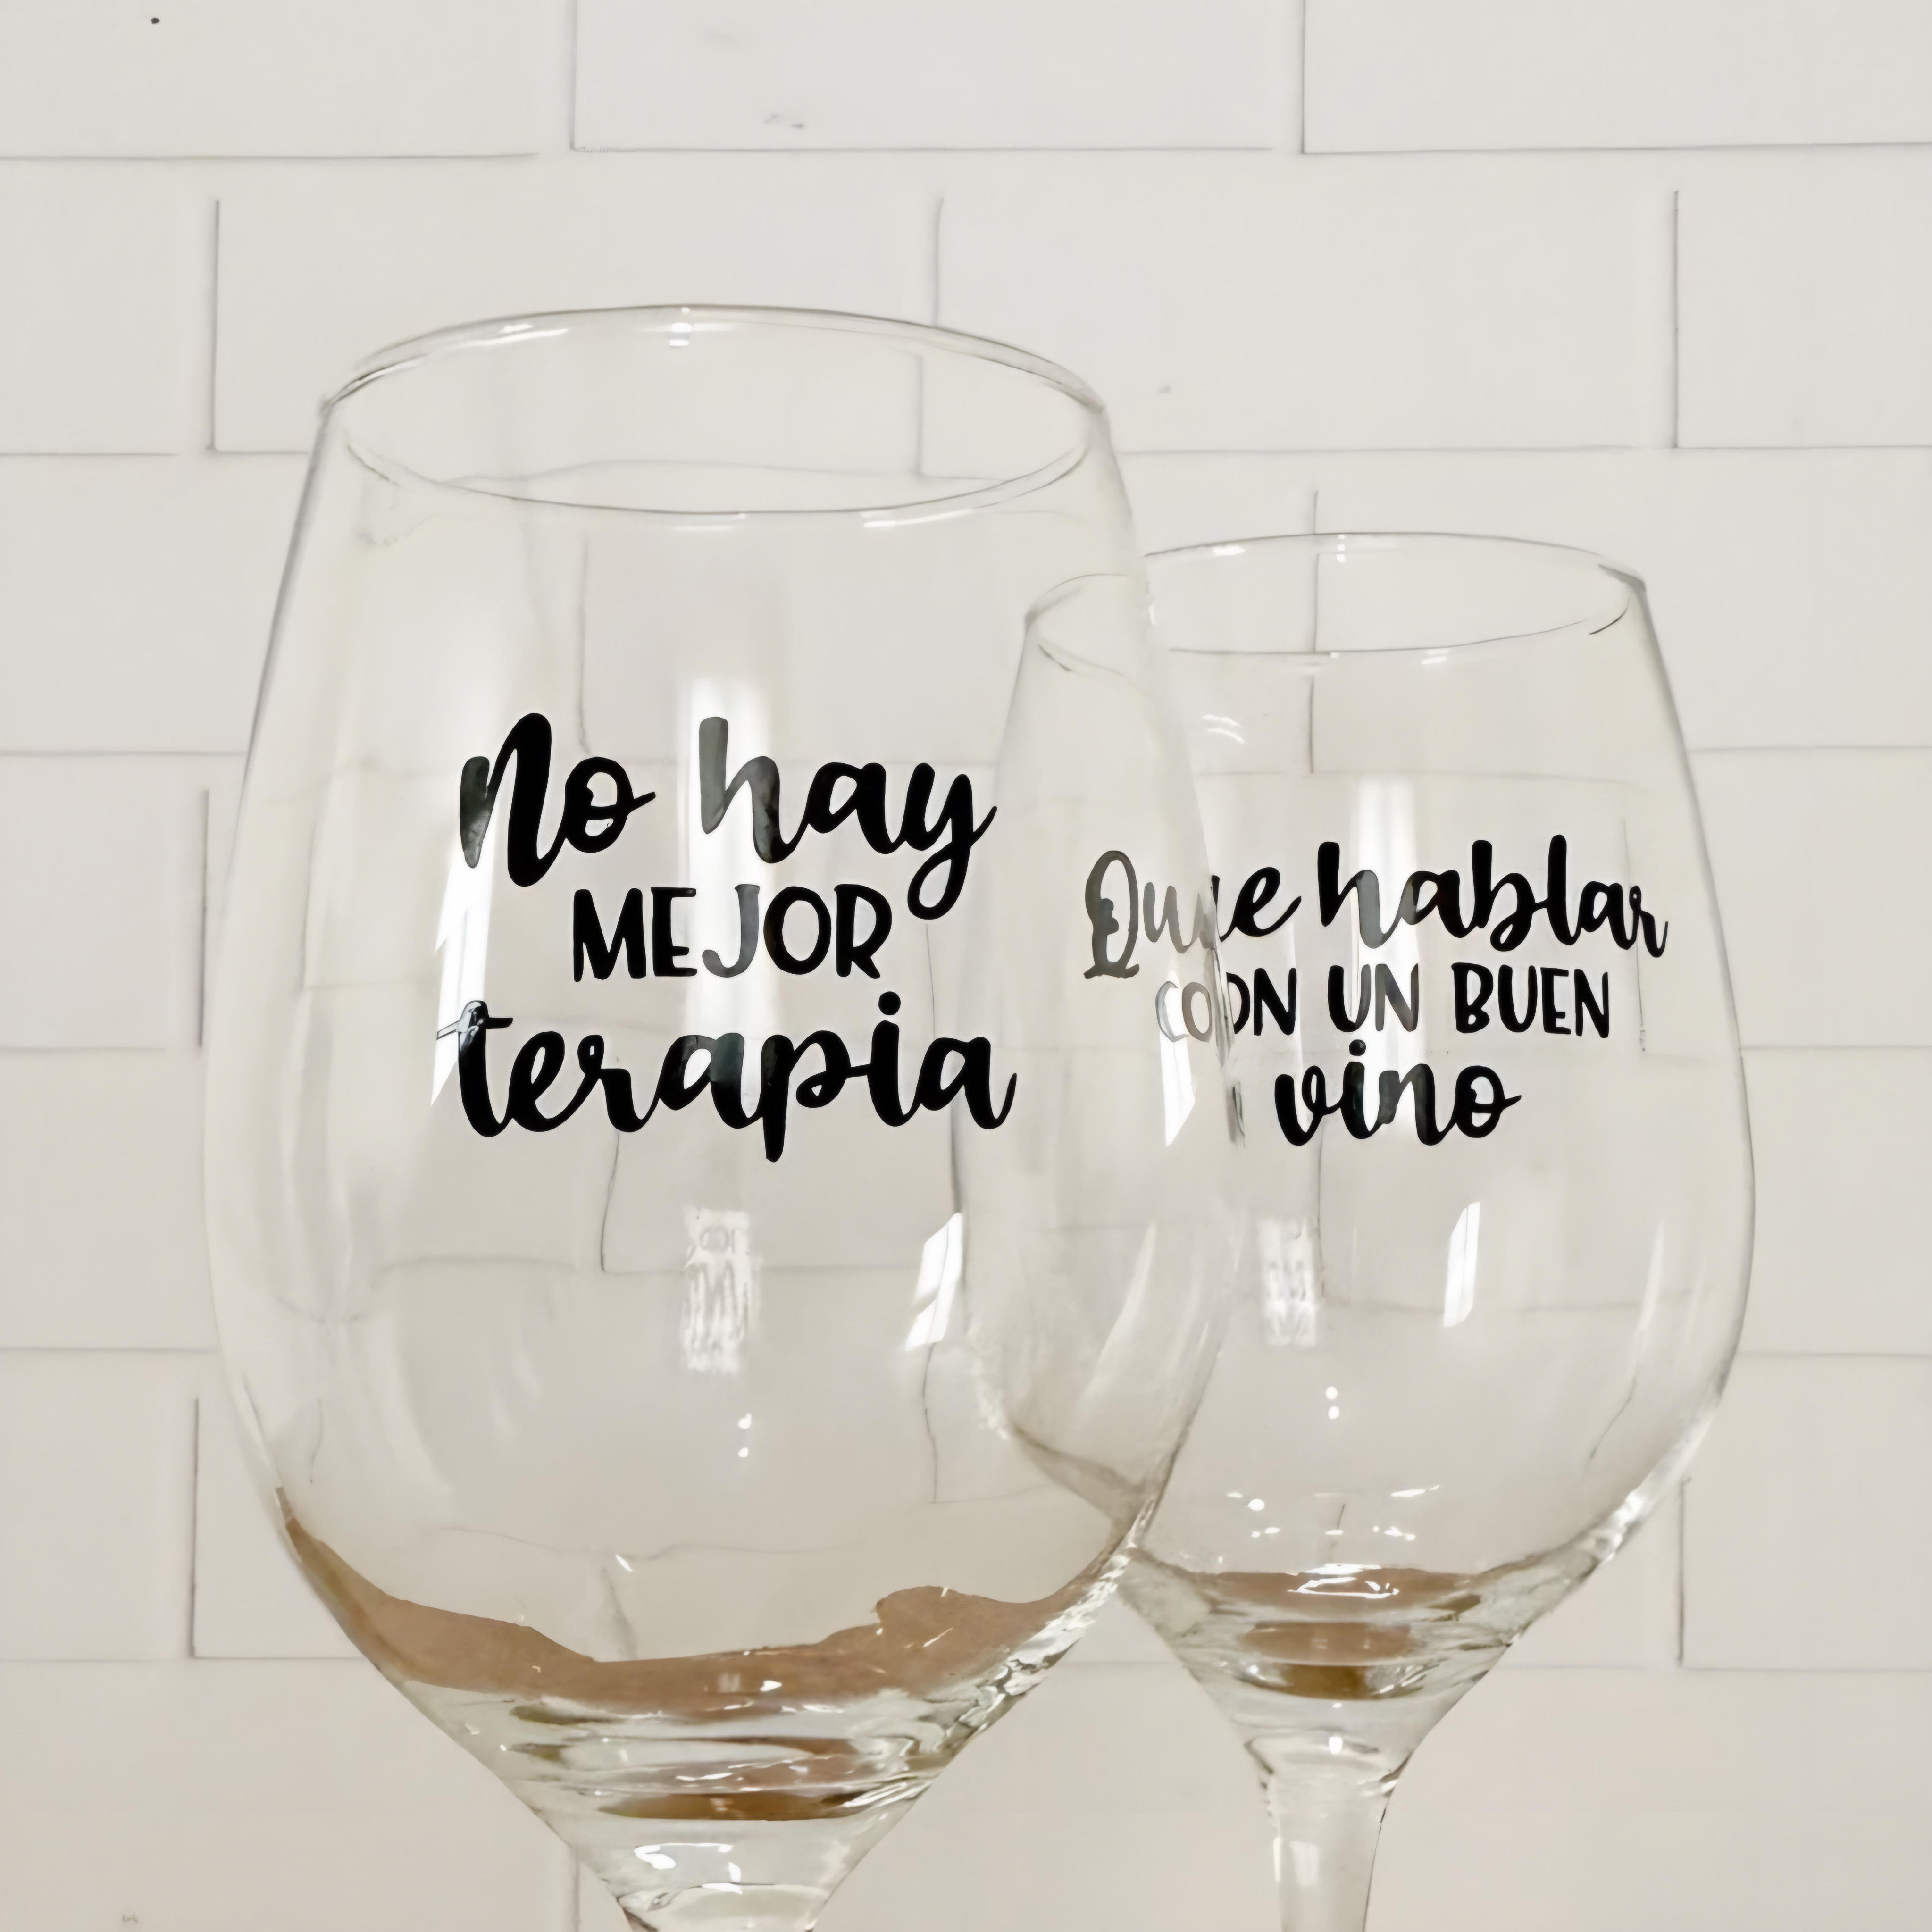 No hay
MEJOR
terapia
Que hablar
CON UN BUEN
vino